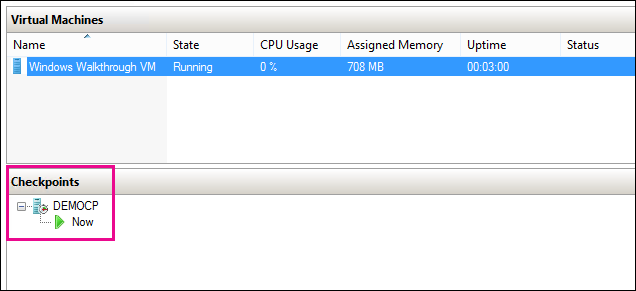 Virtual Machines
Name State CPU Usage Assigned Memory Uptime Status
Windows Walkthrough VM Running 0 % 708 MB 00:03:00
Checkpoints
DEMOCP
Now